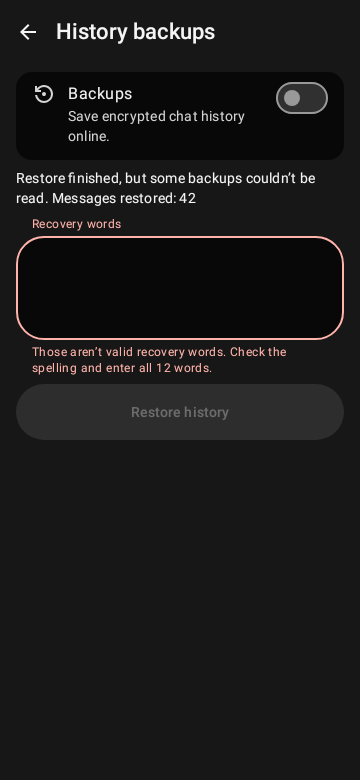 History backups
Backups
Save encrypted chat history
online.
Restore finished, but some backups couldn’t be
read. Messages restored: 42
Recovery words
Those aren’t valid recovery words. Check the
spelling and enter all 12 words.
Restore history